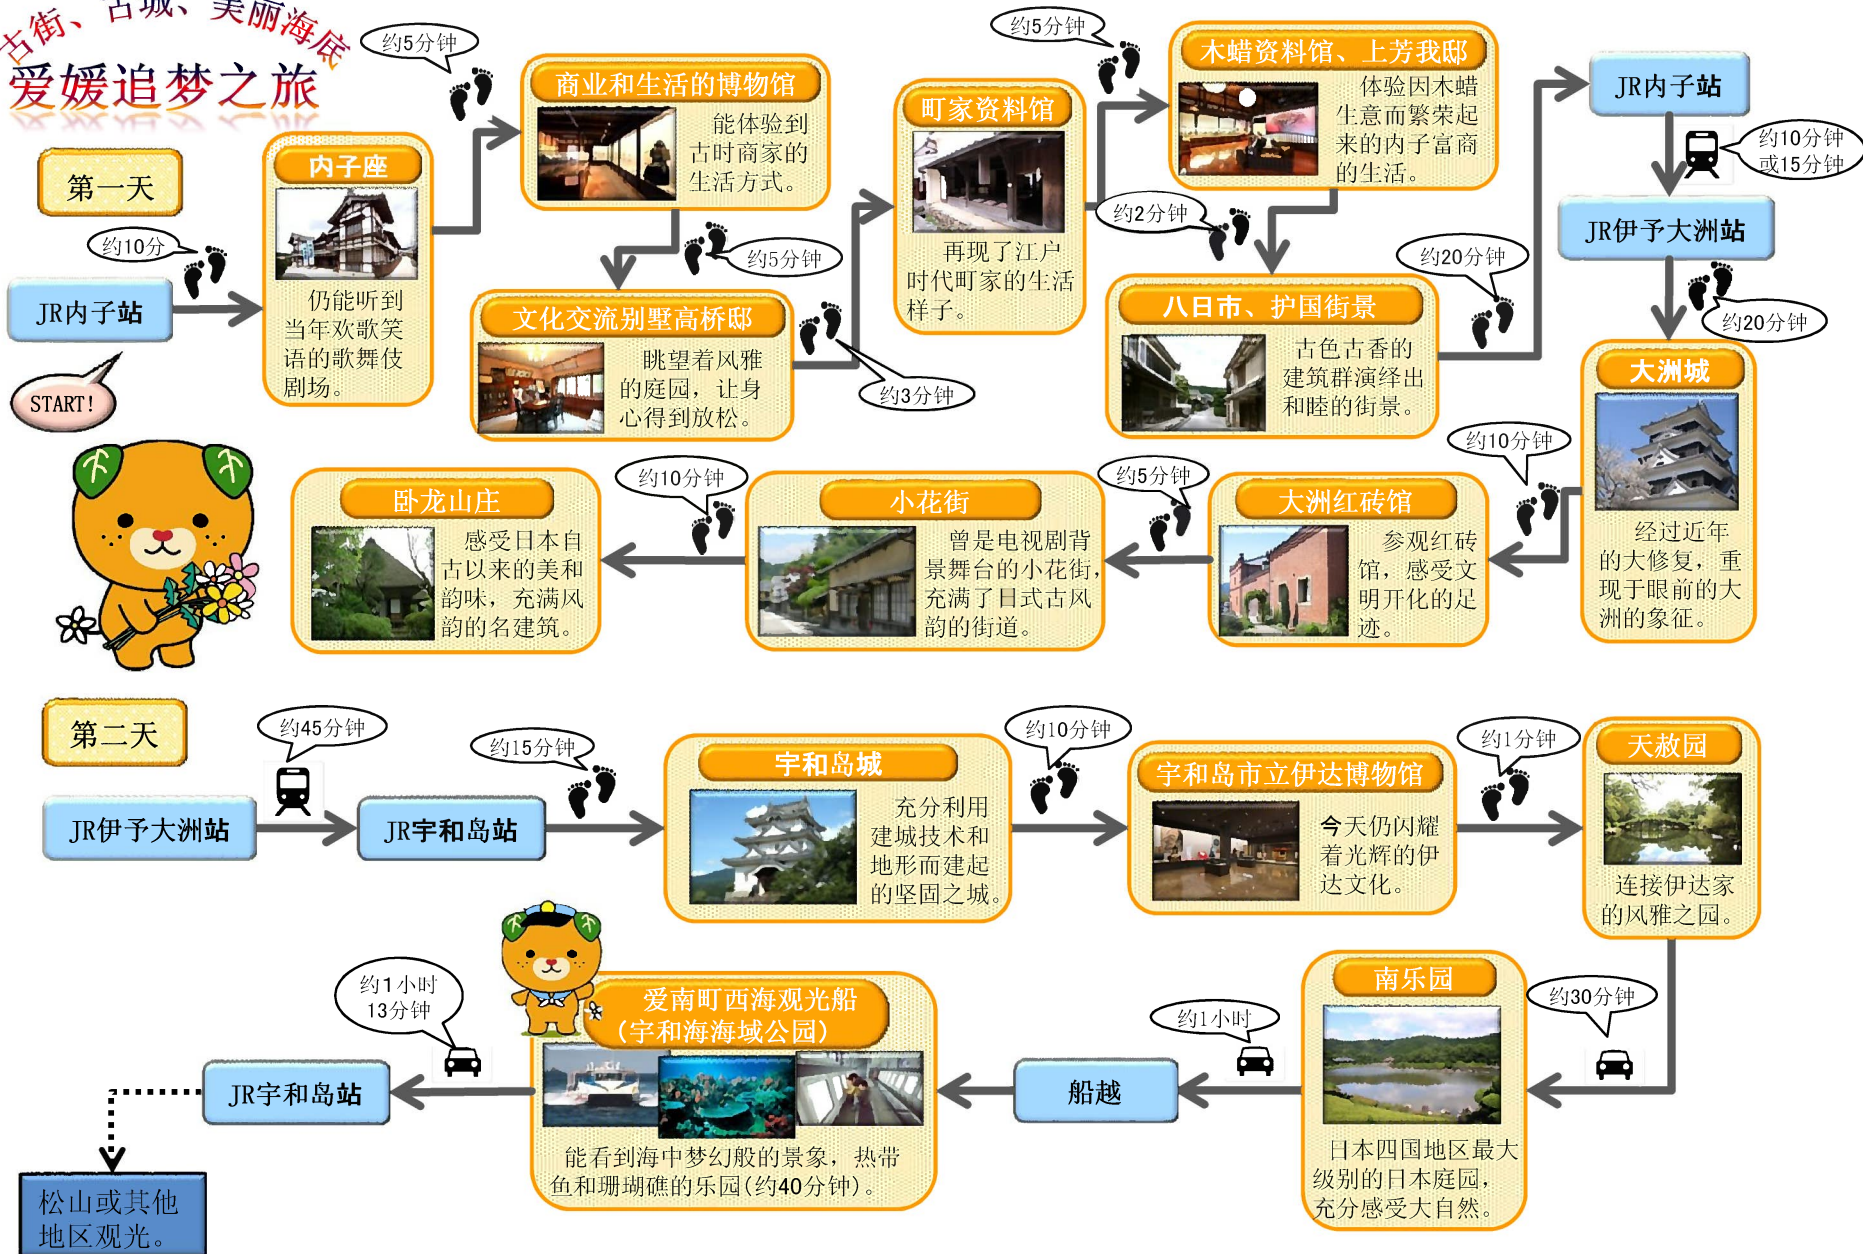 古街、古城、美丽海底
爱媛追梦之旅
第一天
JR内子站
START!
约10分
内子座
仍能听到
当年欢歌笑
语的歌舞伎
剧场。
约5分钟
商业和生活的博物馆
能体验到
古时商家的
生活方式。
约5分钟
文化交流别墅高桥邸
眺望着风雅
的庭园，让身
心得到放松。
约3分钟
町家资料馆
再现了江户
时代町家的生活
样子。
约5分钟
木蜡资料馆、上芳我邸
体验因木蜡
生意而繁荣起
来的内子富商
的生活。
约2分钟
八日市、护国街景
古色古香的
建筑群演绎出
和睦的街景。
约20分钟
JR内子站
约10分钟
或15分钟
JR伊予大洲站
约20分钟
大洲城
经过近年
的大修复，重
现于眼前的大
洲的象征。
约10分钟
大洲红砖馆
参观红砖
馆，感受文
明开化的足
迹。
约5分钟
小花街
曾是电视剧背
景舞台的小花街，
充满了日式古风
韵的街道。
约10分钟
卧龙山庄
感受日本自
古以来的美和
韵味，充满风
韵的名建筑。
第二天
JR伊予大洲站
约45分钟
JR宇和岛站
约15分钟
宇和岛城
充分利用
建城技术和
地形而建起
的坚固之城。
约10分钟
宇和岛市立伊达博物馆
今天仍闪耀
着光辉的伊
达文化。
约1分钟
天赦园
连接伊达家
的风雅之园。
约30分钟
南乐园
日本四国地区最大
级别的日本庭园，
充分感受大自然。
约1小时
船越
爱南町西海观光船
（宇和海海域公园）
能看到海中梦幻般的景象，热带
鱼和珊瑚礁的乐园(约40分钟)。
约1小时
13分钟
JR宇和岛站
松山或其他
地区观光。